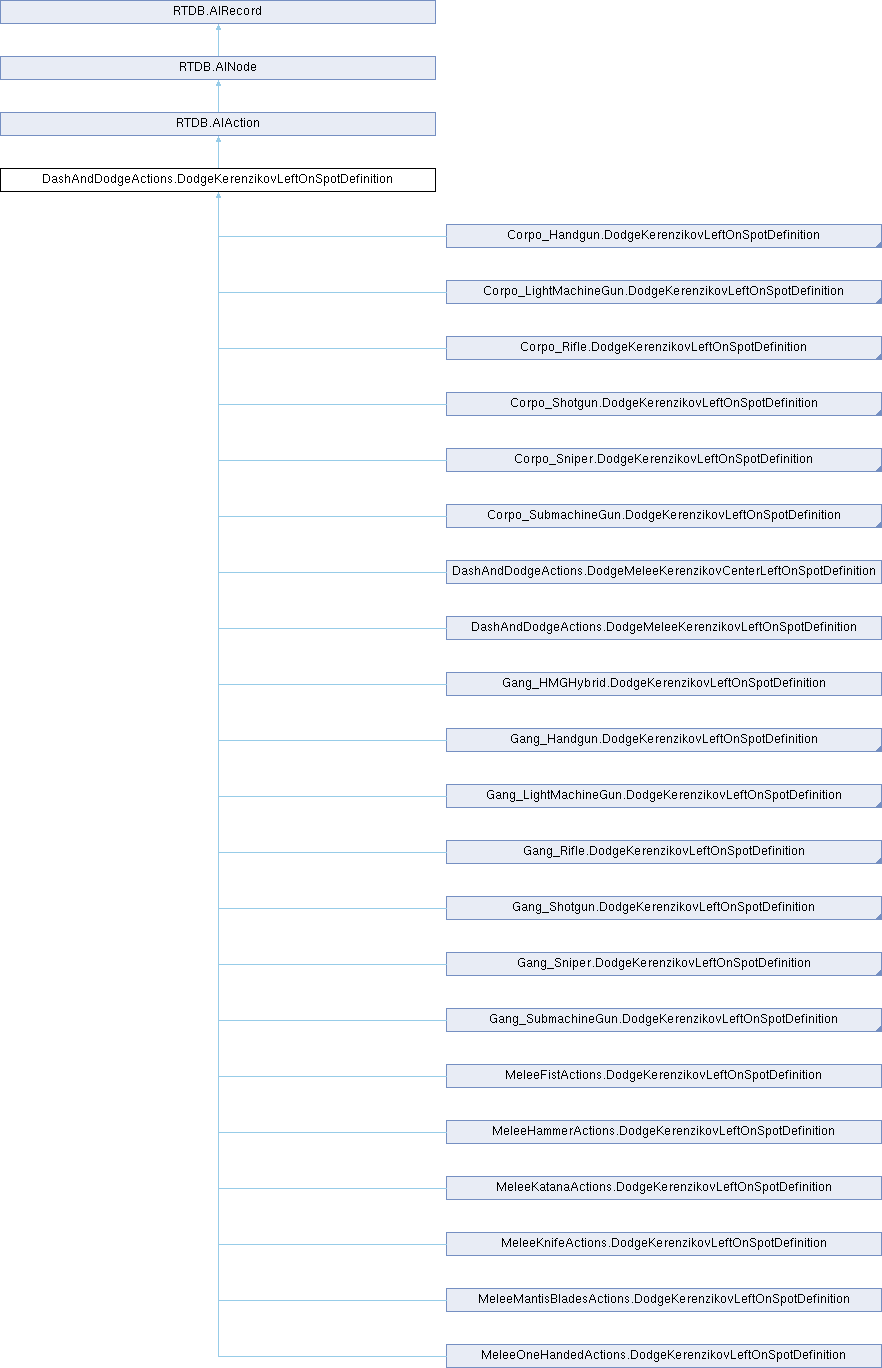 RTDB.AIRecord
RTDB.AINode
RTDB.AIAction
DashAndDodgeActions.DodgeKerenzikovLeftOnSpotDefinition
Corpo_Handgun.DodgeKerenzikovLeftOnSpotDefinition
Corpo_LightMachineGun.DodgeKerenzikovLeftOnSpotDefinition
Corpo_Rifle.DodgeKerenzikovLeftOnSpotDefinition
Corpo_Shotgun.DodgeKerenzikovLeftOnSpotDefinition
Corpo_Sniper.DodgeKerenzikovLeftOnSpotDefinition
Corpo_SubmachineGun.DodgeKerenzikovLeftOnSpotDefinition
DashAndDodgeActions.DodgeMeleeKerenzikovCenterLeftOnSpotDefinition
DashAndDodgeActions.DodgeMeleeKerenzikovLeftOnSpotDefinition
Gang_HMGHybrid.DodgeKerenzikovLeftOnSpotDefinition
Gang_Handgun.DodgeKerenzikovLeftOnSpotDefinition
Gang_LightMachineGun.DodgeKerenzikovLeftOnSpotDefinition
Gang_Rifle.DodgeKerenzikovLeftOnSpotDefinition
Gang_Shotgun.DodgeKerenzikovLeftOnSpotDefinition
Gang_Sniper.DodgeKerenzikovLeftOnSpotDefinition
Gang_SubmachineGun.DodgeKerenzikovLeftOnSpotDefinition
MeleeFistActions.DodgeKerenzikovLeftOnSpotDefinition
MeleeHammerActions.DodgeKerenzikovLeftOnSpotDefinition
MeleeKatanaActions.DodgeKerenzikovLeftOnSpotDefinition
MeleeKnifeActions.DodgeKerenzikovLeftOnSpotDefinition
MeleeMantisBladesActions.DodgeKerenzikovLeftOnSpotDefinition
MeleeOneHandedActions.DodgeKerenzikovLeftOnSpotDefinition